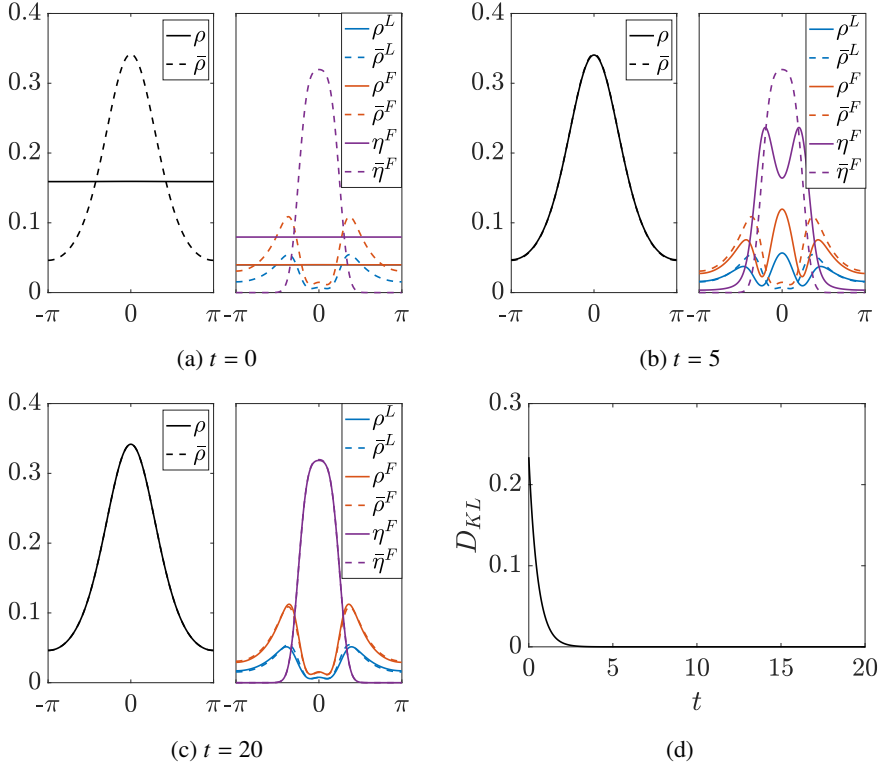 0.4
0.3
0.2
0.1
0
-π 0 π
ρ
ρ̄
-π 0 π
ρ^L
ρ̄^L
ρ^F
ρ̄^F
η^F
η̄^F
(a) t = 0
0.4
0.3
0.2
0.1
0
-π 0 π
ρ
ρ̄
-π 0 π
ρ^L
ρ̄^L
ρ^F
ρ̄^F
η^F
η̄^F
(b) t = 5
0.4
0.3
0.2
0.1
0
-π 0 π
ρ
ρ̄
-π 0 π
ρ^L
ρ̄^L
ρ^F
ρ̄^F
η^F
η̄^F
(c) t = 20
D_{KL}
0.3
0.2
0.1
0
0 5 10 15 20
t
(d)